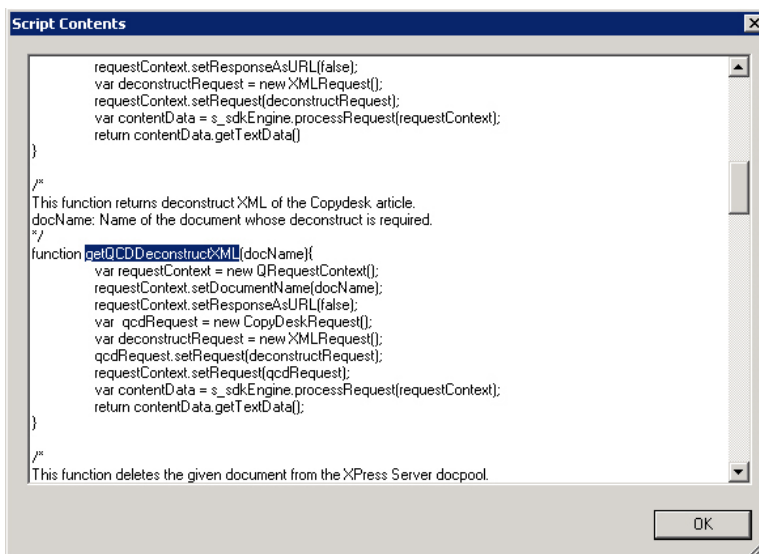 Script Contents
requestContext.setResponseAsURL(false);
var deconstructRequest = new XMLRequest();
requestContext.setRequest(deconstructRequest);
var contentData = s_sdkEngine.processRequest(requestContext);
return contentData.getTextData()
}
/*
This function returns deconstruct XML of the Copydesk article.
docName: Name of the document whose deconstruct is required.
*/
function getQCDDeconstructXML(docName){
var requestContext = new QRequestContext();
requestContext.setDocumentName(docName);
requestContext.setResponseAsURL(false);
var  qcdRequest = new CopyDeskRequest();
var deconstructRequest = new XMLRequest();
qcdRequest.setRequest(deconstructRequest);
requestContext.setRequest(qcdRequest);
var contentData = s_sdkEngine.processRequest(requestContext);
return contentData.getTextData();
}
/*
This function deletes the given document from the XPress Server docpool.
OK